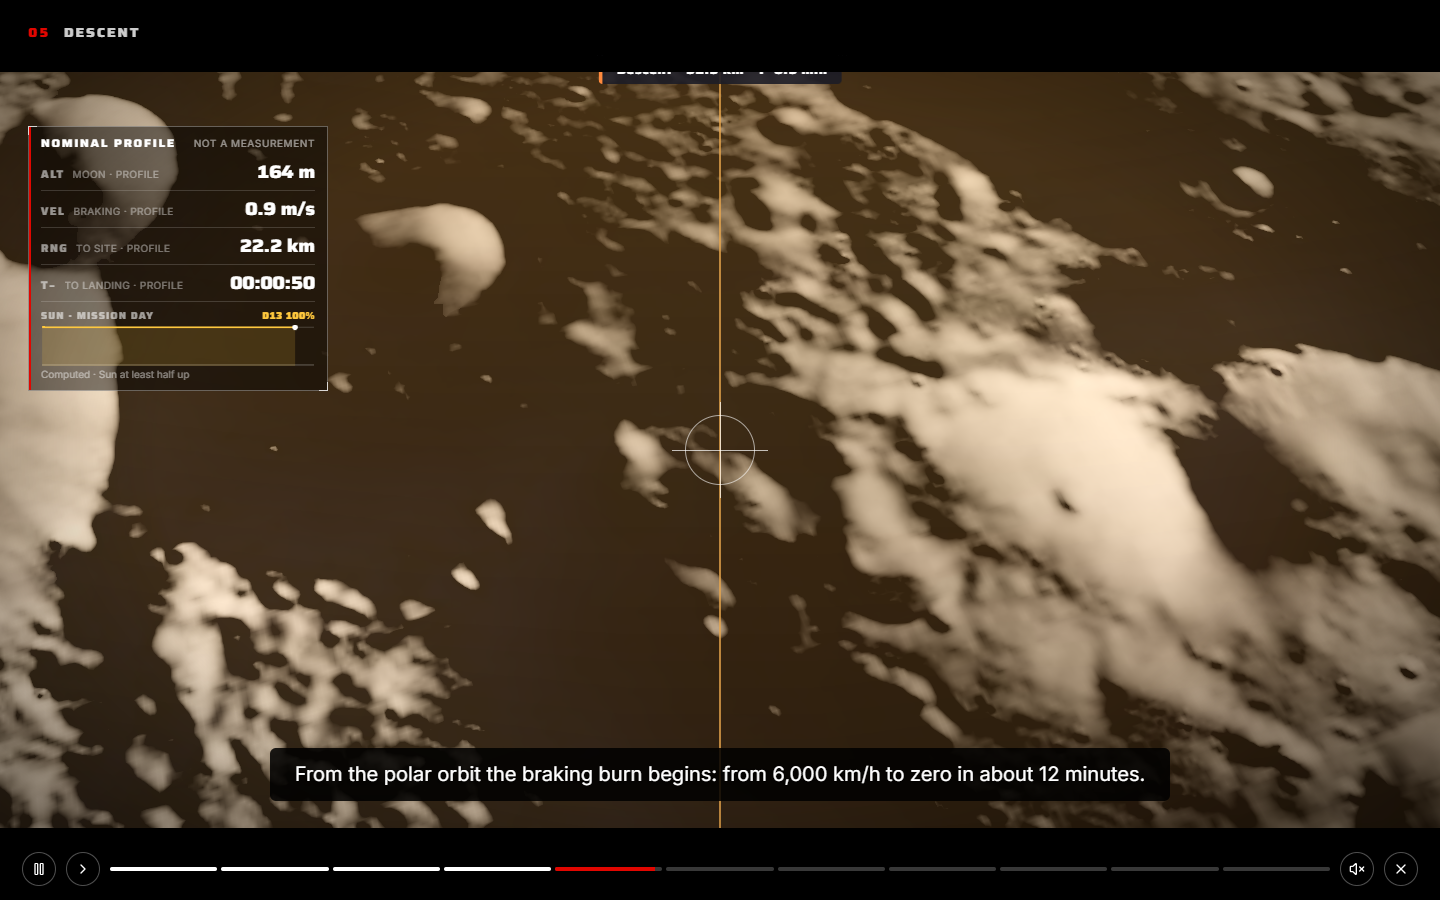 05 DESCENT
NOMINAL PROFILE NOT A MEASUREMENT
ALT MOON · PROFILE 164 m
VEL BRAKING · PROFILE 0.9 m/s
RNG TO SITE · PROFILE 22.2 km
T− TO LANDING · PROFILE 00:00:50
SUN · MISSION DAY D13 100%
Computed · Sun at least half up
From the polar orbit the braking burn begins: from 6,000 km/h to zero in about 12 minutes.